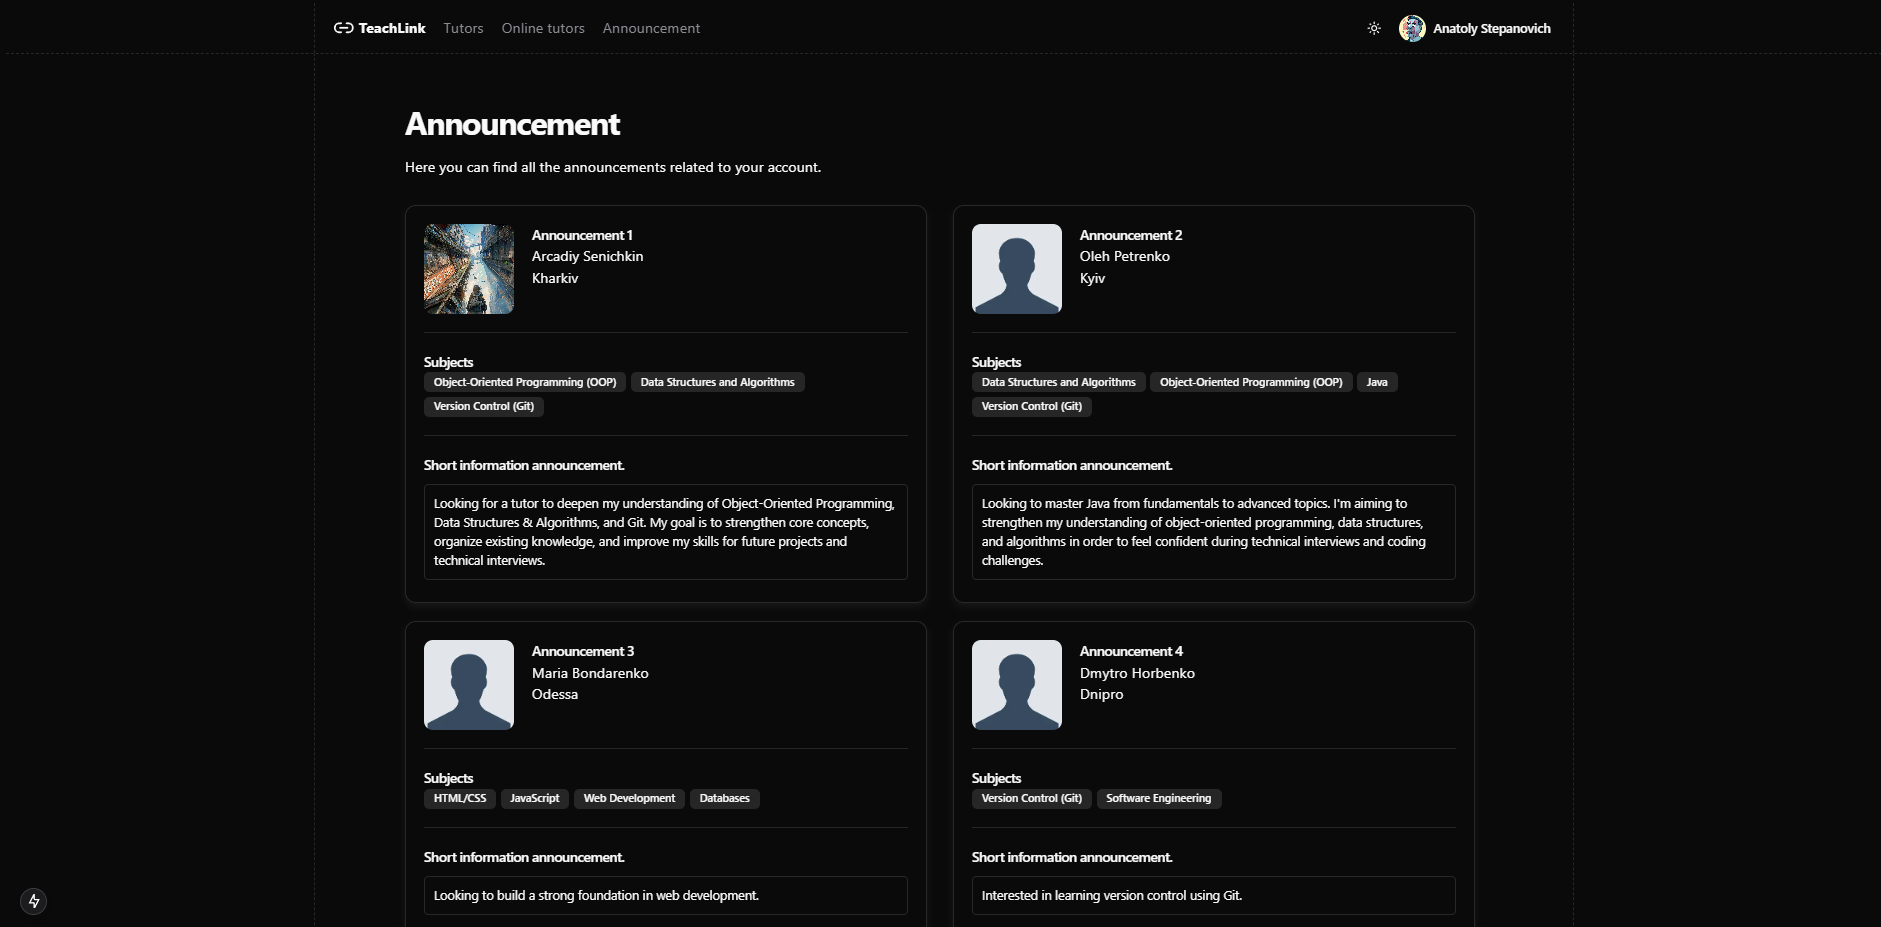 TeachLink Tutors Online tutors Announcement Anatoly Stepanovich
Announcement
Here you can find all the announcements related to your account.
Announcement 1
Arcadiy Senichkin
Kharkiv
Subjects
Object-Oriented Programming (OOP) Data Structures and Algorithms
Version Control (Git)
Short information announcement.
Looking for a tutor to deepen my understanding of Object-Oriented Programming,
Data Structures & Algorithms, and Git. My goal is to strengthen core concepts,
organize existing knowledge, and improve my skills for future projects and
technical interviews.
Announcement 2
Oleh Petrenko
Kyiv
Subjects
Data Structures and Algorithms Object-Oriented Programming (OOP) Java
Version Control (Git)
Short information announcement.
Looking to master Java from fundamentals to advanced topics. I'm aiming to
strengthen my understanding of object-oriented programming, data structures,
and algorithms in order to feel confident during technical interviews and coding
challenges.
Announcement 3
Maria Bondarenko
Odessa
Subjects
HTML/CSS JavaScript Web Development Databases
Short information announcement.
Looking to build a strong foundation in web development.
Announcement 4
Dmytro Horbenko
Dnipro
Subjects
Version Control (Git) Software Engineering
Short information announcement.
Interested in learning version control using Git.